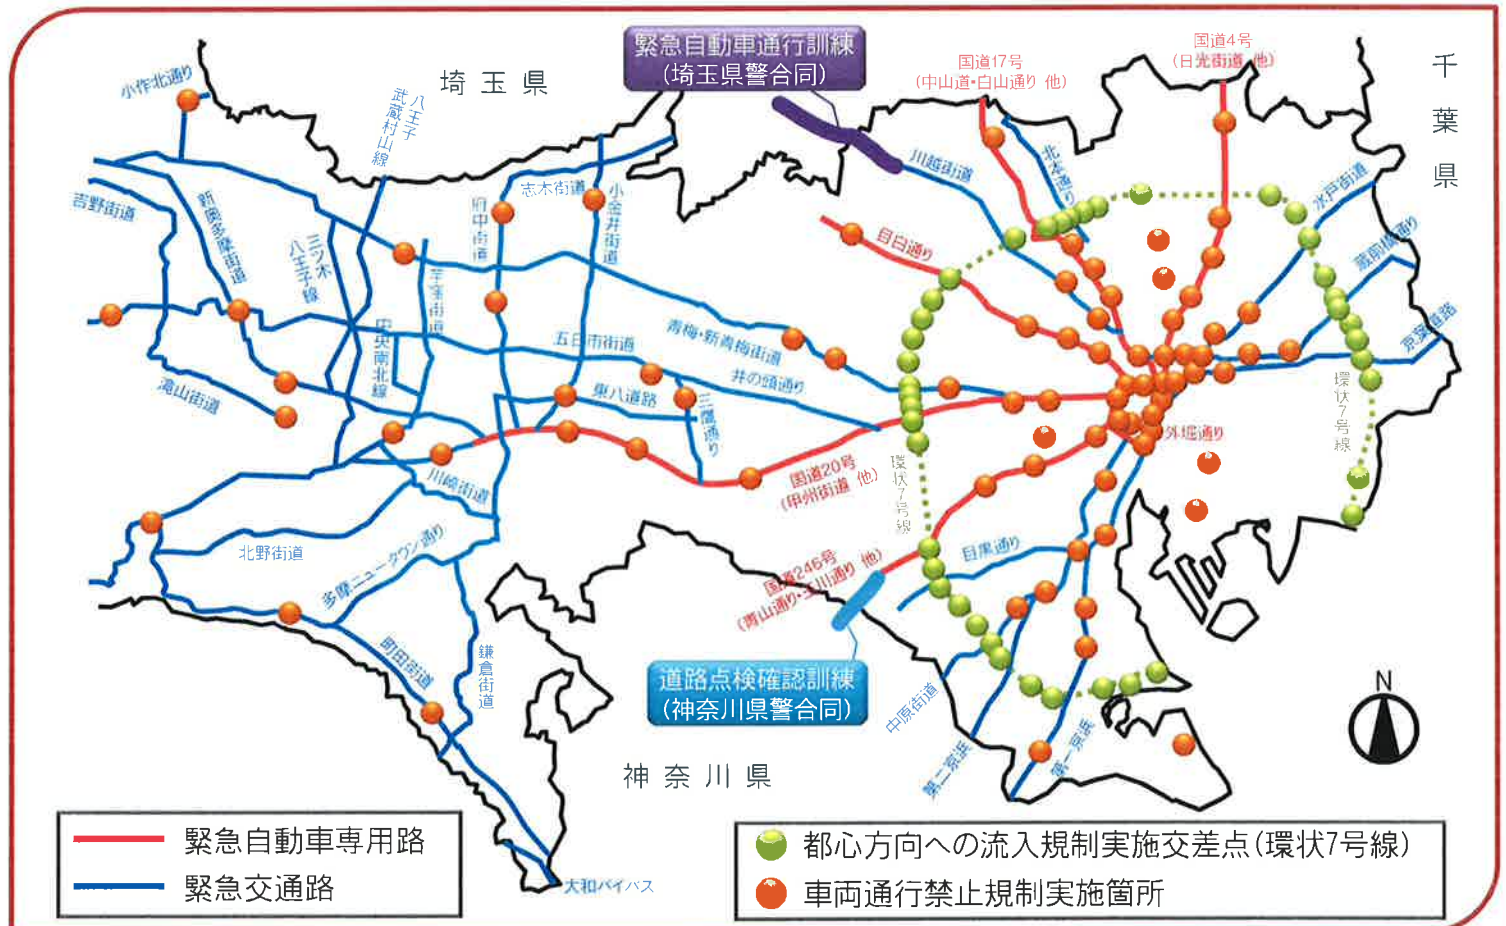 緊急自動車通行訓練
(埼玉県警合同)
国道4号
(日光街道 他)
国道17号
(中山道・白山通り 他)
千葉県
埼玉県
小作北通り
八王子
武蔵村山線
川越街道
北本通り
水戸街道
蔵前橋通り
京葉道路
志木街道
小金井街道
府中街道
吉野街道
新奥多摩街道
三ツ木
八王子線
芋窪街道
中央南北線
目白通り
青梅・新青梅街道
五日市街道
井の頭通り
東八道路
三鷹通り
滝山街道
環状7号線
外堀通り
国道20号
(甲州街道 他)
環状7号線
川崎街道
北野街道
多摩ニュータウン通り
目黒通り
国道246号
(青山通り・玉川通り 他)
町田街道
鎌倉街道
道路点検確認訓練
(神奈川県警合同)
中原街道
第二京浜
第一京浜
N
神奈川県
大和バイパス
緊急自動車専用路
緊急交通路
都心方向への流入規制実施交差点(環状7号線)
車両通行禁止規制実施箇所